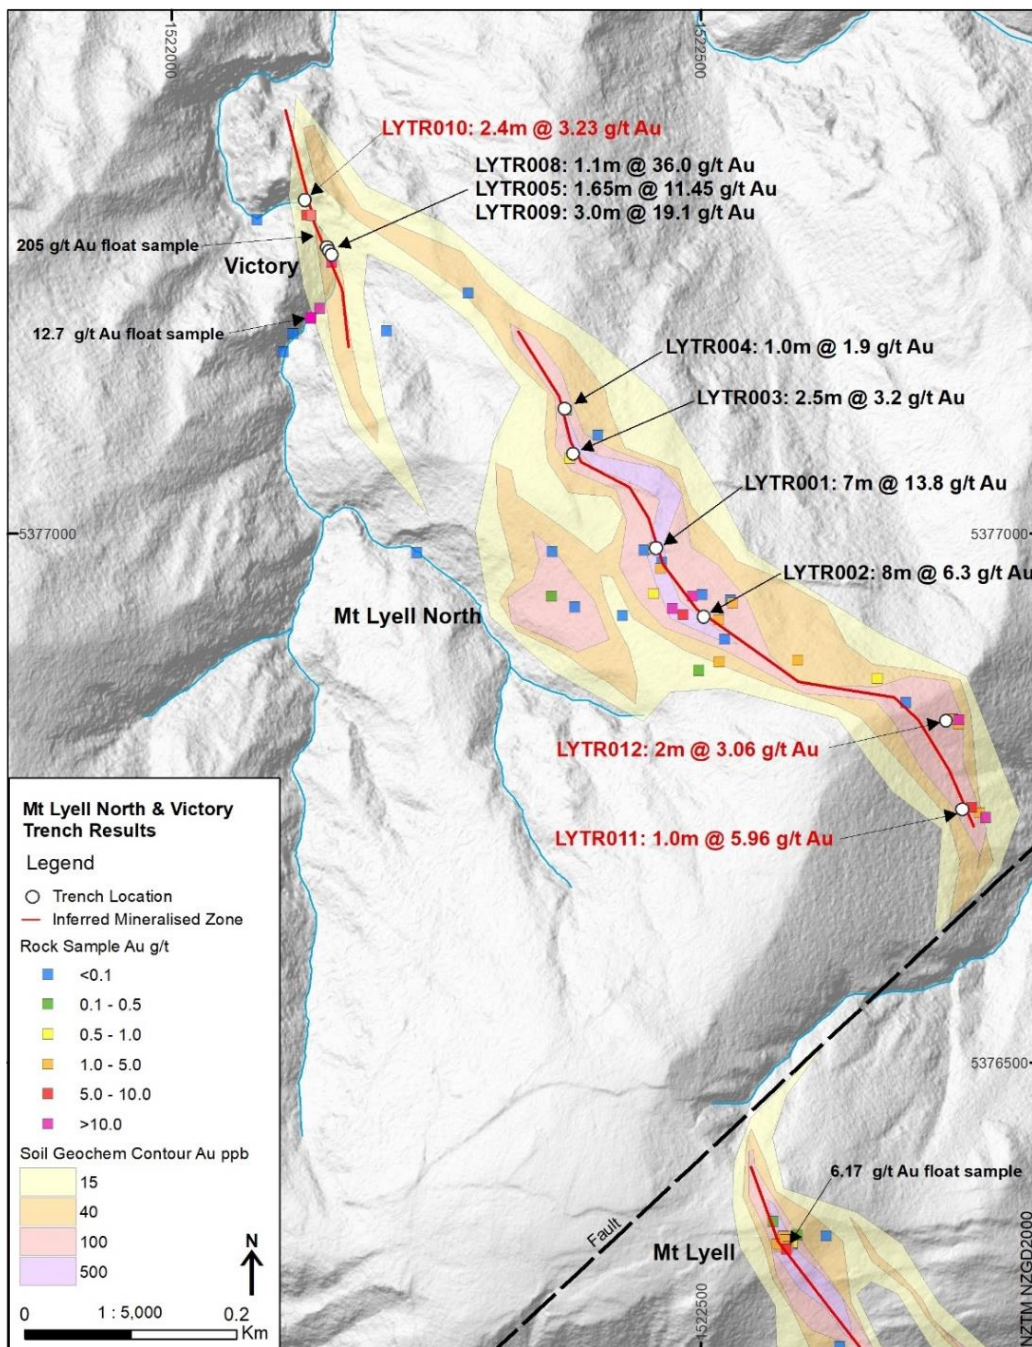 1522000
1522500
LYTR010: 2.4m @ 3.23 g/t Au
LYTR008: 1.1m @ 36.0 g/t Au
LYTR005: 1.65m @ 11.45 g/t Au
LYTR009: 3.0m @ 19.1 g/t Au
205 g/t Au float sample
Victory
12.7 g/t Au float sample
LYTR004: 1.0m @ 1.9 g/t Au
LYTR003: 2.5m @ 3.2 g/t Au
LYTR001: 7m @ 13.8 g/t Au
5377000
5377000
LYTR002: 8m @ 6.3 g/t Au
Mt Lyell North
LYTR012: 2m @ 3.06 g/t Au
LYTR011: 1.0m @ 5.96 g/t Au
Mt Lyell North & Victory
Trench Results
Legend
Trench Location
Inferred Mineralised Zone
Rock Sample Au g/t
<0.1
0.1 - 0.5
0.5 - 1.0
1.0 - 5.0
5.0 - 10.0
>10.0
Soil Geochem Contour Au ppb
15
40
100
500
N
0 1 : 5,000 0.2
Km
5376500
6.17 g/t Au float sample
Fault
Mt Lyell
1522500
NZTM NZGD2000